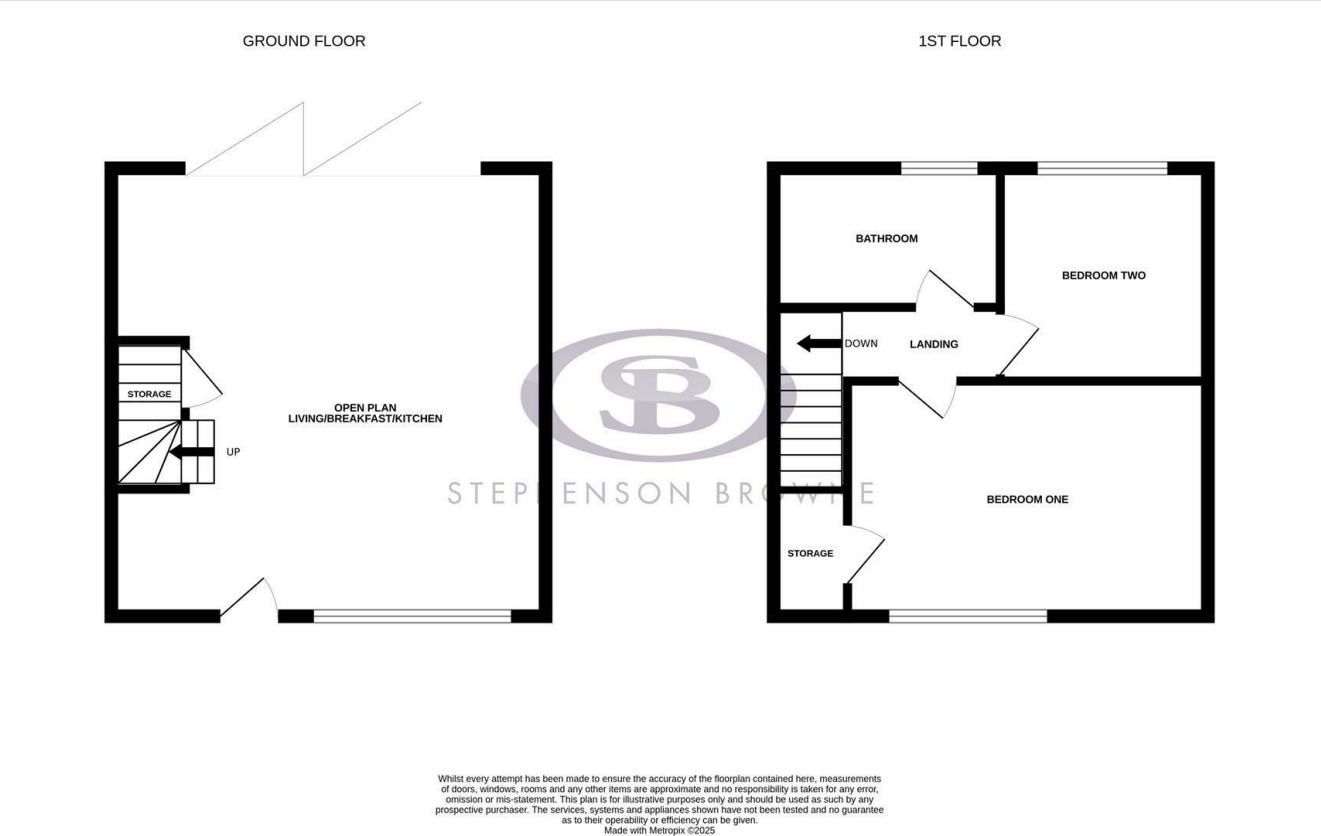 GROUND FLOOR
1ST FLOOR
BATHROOM
BEDROOM TWO
DOWN
LANDING
STORAGE
OPEN PLAN
LIVING/BREAKFAST/KITCHEN
UP
SB
STEPHENSON BROWNE
BEDROOM ONE
STORAGE
Whilst every attempt has been made to ensure the accuracy of the floorplan contained here, measurements
of doors, windows, rooms and any other items are approximate and no responsibility is taken for any error,
omission or mis-statement. This plan is for illustrative purposes only and should be used as such by any
prospective purchaser. The services, systems and appliances shown have not been tested and no guarantee
as to their operability or efficiency can be given.
Made with Metropix ©2025